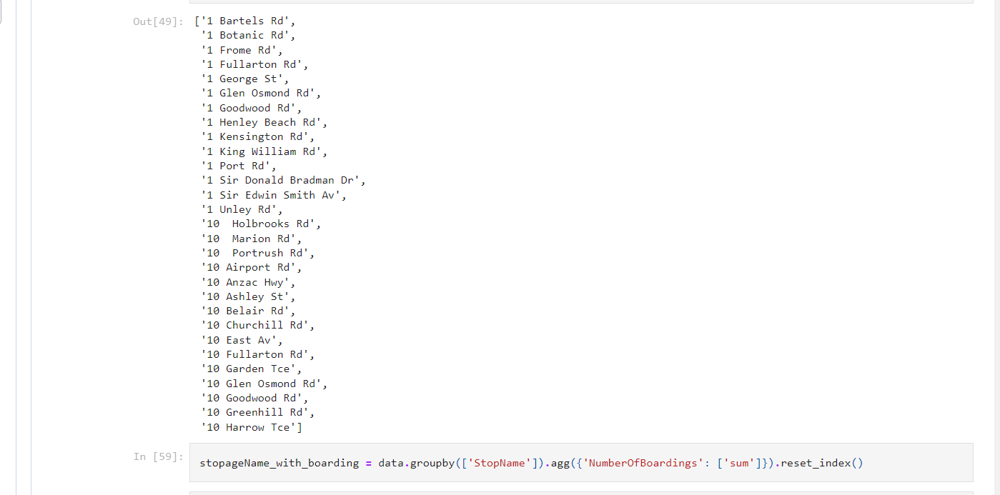 Out[49]: ['1 Bartels Rd',
'1 Botanic Rd',
'1 Frome Rd',
'1 Fullarton Rd',
'1 George St',
'1 Glen Osmond Rd',
'1 Goodwood Rd',
'1 Henley Beach Rd',
'1 Kensington Rd',
'1 King William Rd',
'1 Port Rd',
'1 Sir Donald Bradman Dr',
'1 Sir Edwin Smith Av',
'1 Unley Rd',
'10  Holbrooks Rd',
'10  Marion Rd',
'10  Portrush Rd',
'10 Airport Rd',
'10 Anzac Hwy',
'10 Ashley St',
'10 Belair Rd',
'10 Churchill Rd',
'10 East Av',
'10 Fullarton Rd',
'10 Garden Tce',
'10 Glen Osmond Rd',
'10 Goodwood Rd',
'10 Greenhill Rd',
'10 Harrow Tce']
In [59]: stopageName_with_boarding = data.groupby(['StopName']).agg({'NumberOfBoardings': ['sum']}).reset_index()